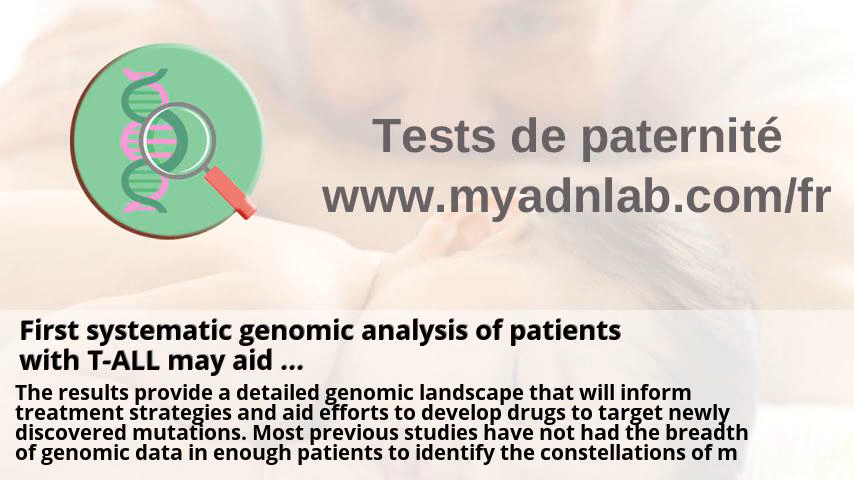 Tests de paternité
www.myadnlab.com/fr
First systematic genomic analysis of patients
with T-ALL may aid ...
The results provide a detailed genomic landscape that will inform
treatment strategies and aid efforts to develop drugs to target newly
discovered mutations. Most previous studies have not had the breadth
of genomic data in enough patients to identify the constellations of m